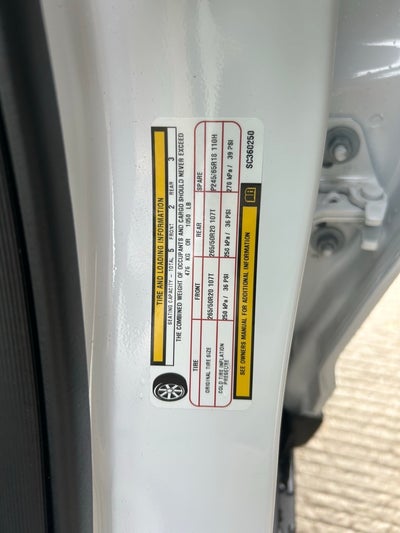 TIRE AND LOADING INFORMATION
SEATING CAPACITY - TOTAL 5 FRONT 2 REAR 3
THE COMBINED WEIGHT OF OCCUPANTS AND CARGO SHOULD NEVER EXCEED
476 KG OR 1050 LB
TIRE FRONT REAR SPARE
ORIGINAL TIRE SIZE 265/50R20 107T 265/50R20 107T P245/65R18 110H
COLD TIRE INFLATION PRESSURE 250 kPa / 36 PSI 250 kPa / 36 PSI 270 kPa / 39 PSI
SEE OWNERS MANUAL FOR ADDITIONAL INFORMATION
SC360250